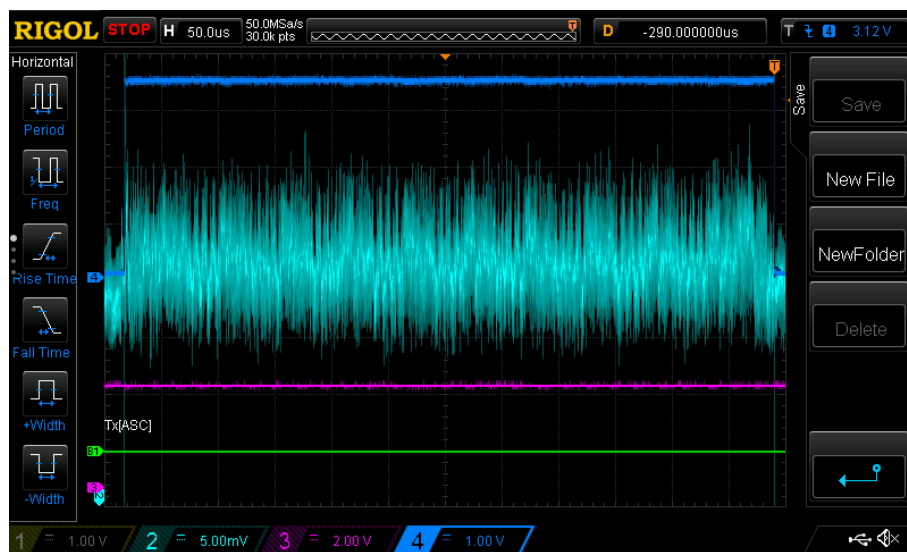 RIGOL STOP H 50.0us 50.0MSa/s 30.0k pts T D -290.000000us T 4 3.12 V
Horizontal
Period
Freq
Rise Time
Fall Time
+Width
-Width
T
4
Tx[ASC]
B1
3
2
Save
Save
New File
NewFolder
Delete
1 = 1.00 V 2 = 5.00mV 3 = 2.00 V 4 = 1.00 V